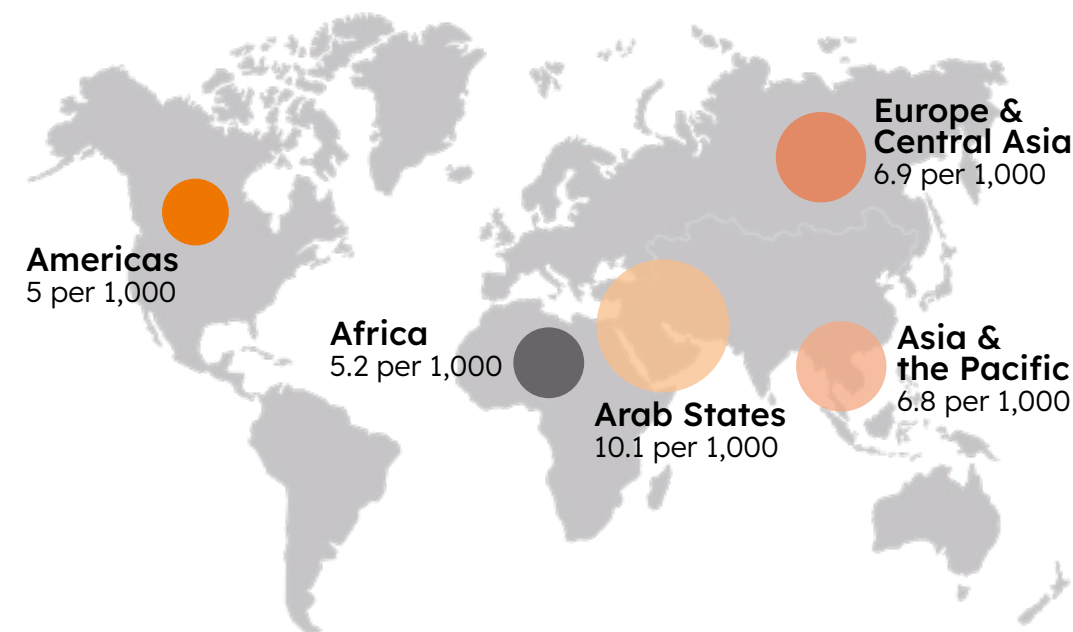 Europe &
Central Asia
6.9 per 1,000
Americas
5 per 1,000
Africa
5.2 per 1,000
Asia &
the Pacific
6.8 per 1,000
Arab States
10.1 per 1,000